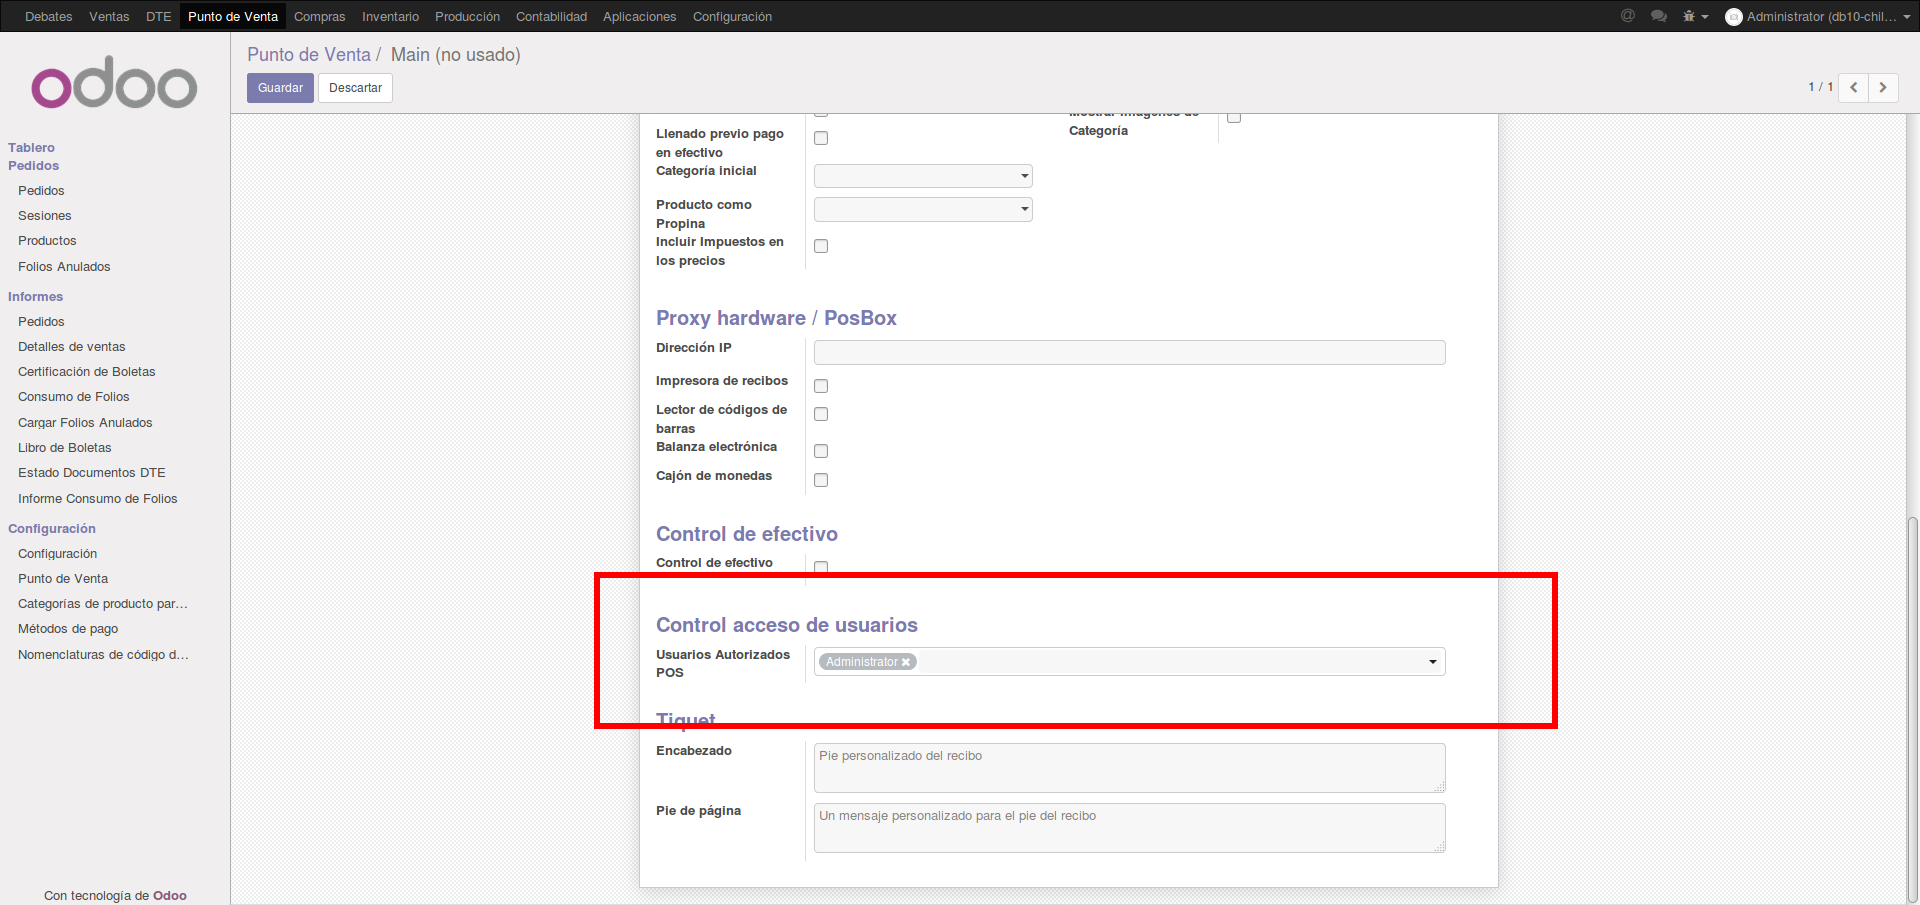 Debates Ventas DTE Punto de Venta Compras Inventario Producción Contabilidad Aplicaciones Configuración @ Administrator (db10-chil...
odoo
Punto de Venta / Main (no usado)
Guardar Descartar
1 / 1
Tablero
Pedidos
Pedidos
Sesiones
Productos
Folios Anulados
Informes
Pedidos
Detalles de ventas
Certificación de Boletas
Consumo de Folios
Cargar Folios Anulados
Libro de Boletas
Estado Documentos DTE
Informe Consumo de Folios
Configuración
Configuración
Punto de Venta
Categorías de producto par...
Métodos de pago
Nomenclaturas de código d...
Con tecnología de Odoo
Mostrar Imágenes de
Categoría
Llenado previo pago
en efectivo
Categoría inicial
Producto como
Propina
Incluir Impuestos en
los precios
Proxy hardware / PosBox
Dirección IP
Impresora de recibos
Lector de códigos de
barras
Balanza electrónica
Cajón de monedas
Control de efectivo
Control de efectivo
Control acceso de usuarios
Usuarios Autorizados
POS
Administrator
Tiquet
Encabezado
Pie personalizado del recibo
Pie de página
Un mensaje personalizado para el pie del recibo